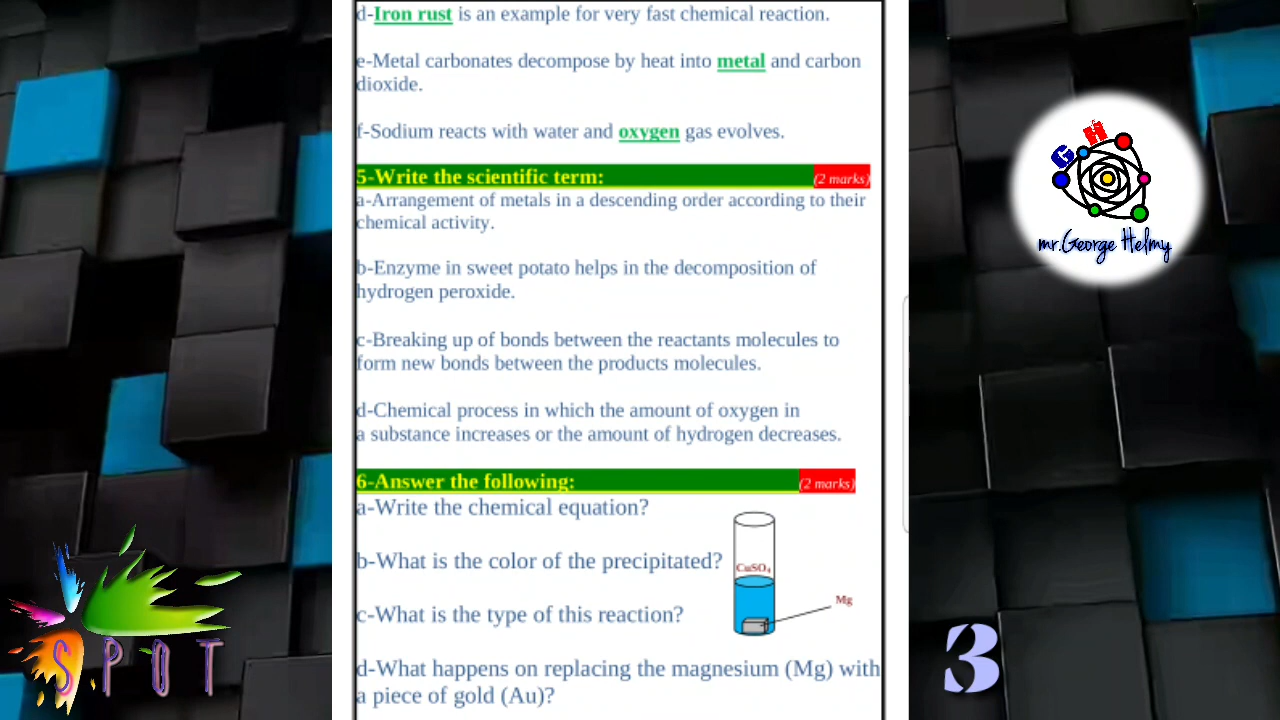 d-Iron rust is an example for very fast chemical reaction.
e-Metal carbonates decompose by heat into metal and carbon
dioxide.
f-Sodium reacts with water and oxygen gas evolves.
5-Write the scientific term: (2 marks)
a-Arrangement of metals in a descending order according to their
chemical activity.
b-Enzyme in sweet potato helps in the decomposition of
hydrogen peroxide.
c-Breaking up of bonds between the reactants molecules to
form new bonds between the products molecules.
d-Chemical process in which the amount of oxygen in
a substance increases or the amount of hydrogen decreases.
6-Answer the following: (2 marks)
a-Write the chemical equation?
b-What is the color of the precipitated?
c-What is the type of this reaction?
d-What happens on replacing the magnesium (Mg) with
a piece of gold (Au)?
CuSO₄
Mg
G H
mr.George Helmy
SPOT
3